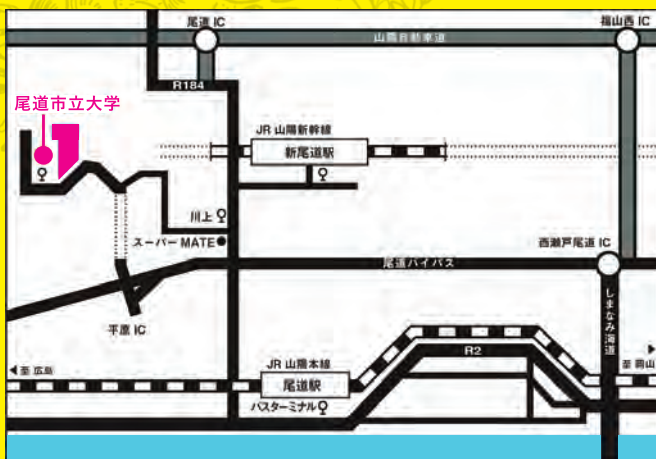 尾道 IC
福山西 IC
山陽自動車道
R184
尾道市立大学
JR 山陽新幹線
新尾道駅
川上
スーパー MATE
西瀬戸尾道 IC
尾道バイパス
しまなみ海道
平原 IC
R2
至 広島
JR 山陽本線
至 岡山
尾道駅
バスターミナル